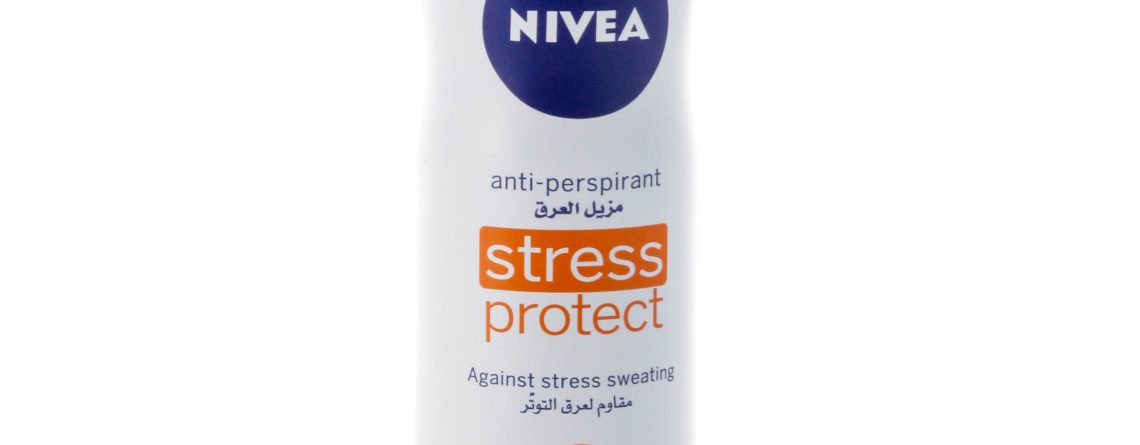 NIVEA
anti-perspirant
مزيل العرق
stress
protect
Against stress sweating
مقاوم لعرق التوتّر